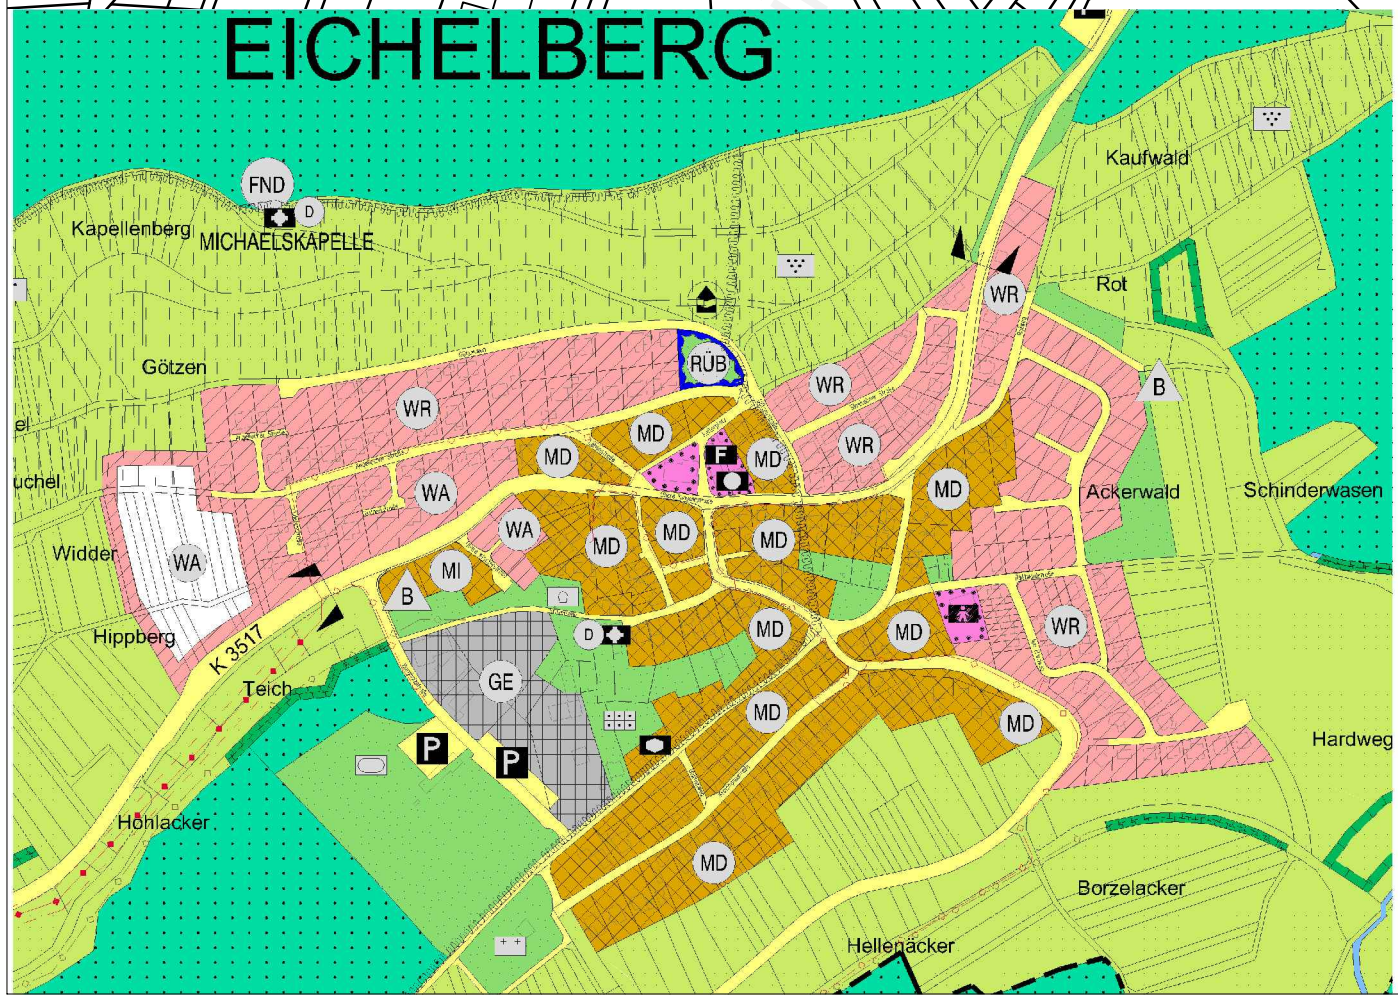 EICHELBERG
Kaufwald
FND
D
Kapellenberg
MICHAELSKAPELLE
Rot
WR
Götzen
RÜB
WR
B
WR
MD
WR
F
MD
MD
el
uchel
WA
MD
Ackerwald
Schinderwasen
WA
MD
MD
MD
Widder
WA
MI
B
Hippberg
D
MD
MD
WR
K 3517
GE
Teich
MD
MD
Hardweg
P
P
Höhlacker
MD
Borzelacker
Hellenäcker